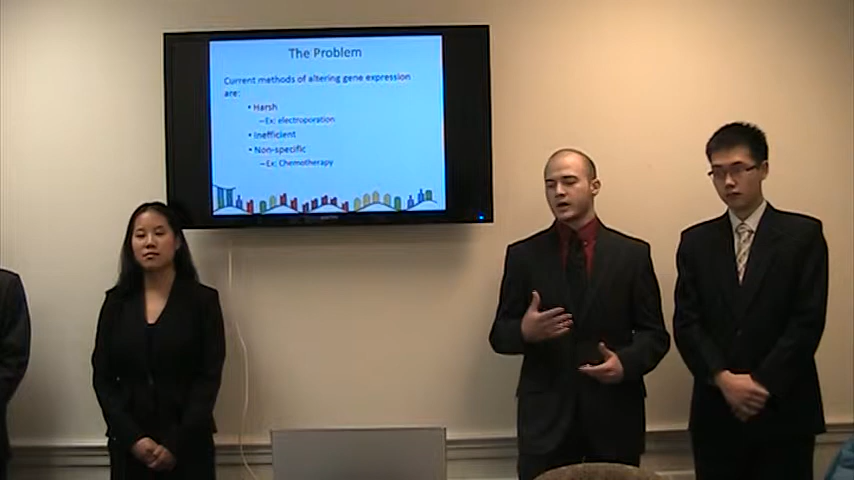 The Problem
Current methods of altering gene expression
are:
• Harsh
–Ex: electroporation
• Inefficient
• Non-specific
–Ex: Chemotherapy